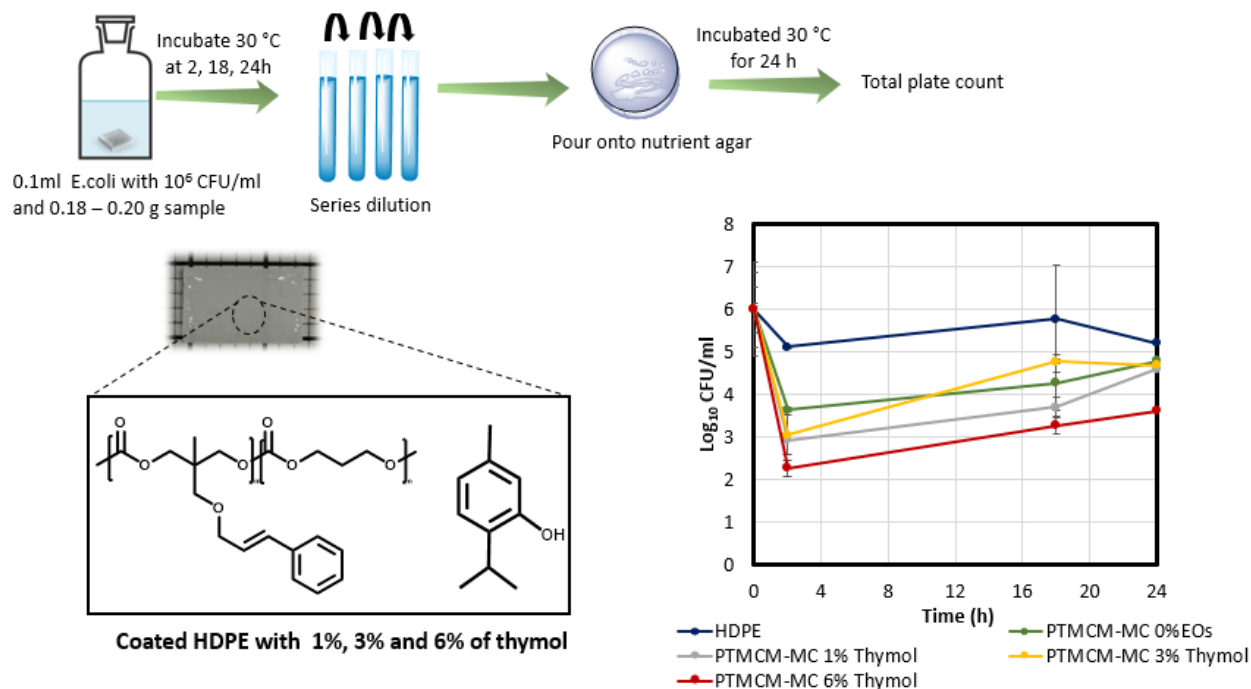 Incubate 30 °C
at 2, 18, 24h
Incubated 30 °C
for 24 h
Total plate count
Pour onto nutrient agar
0.1ml E.coli with 10⁶ CFU/ml
and 0.18 – 0.20 g sample
Series dilution
O
O
O
O
O
O
O
m
n
OH
Coated HDPE with 1%, 3% and 6% of thymol
Log₁₀ CFU/ml
8
7
6
5
4
3
2
1
0
0
4
8
12
16
20
24
Time (h)
HDPE
PTMCM-MC 0%EOs
PTMCM-MC 1% Thymol
PTMCM-MC 3% Thymol
PTMCM-MC 6% Thymol